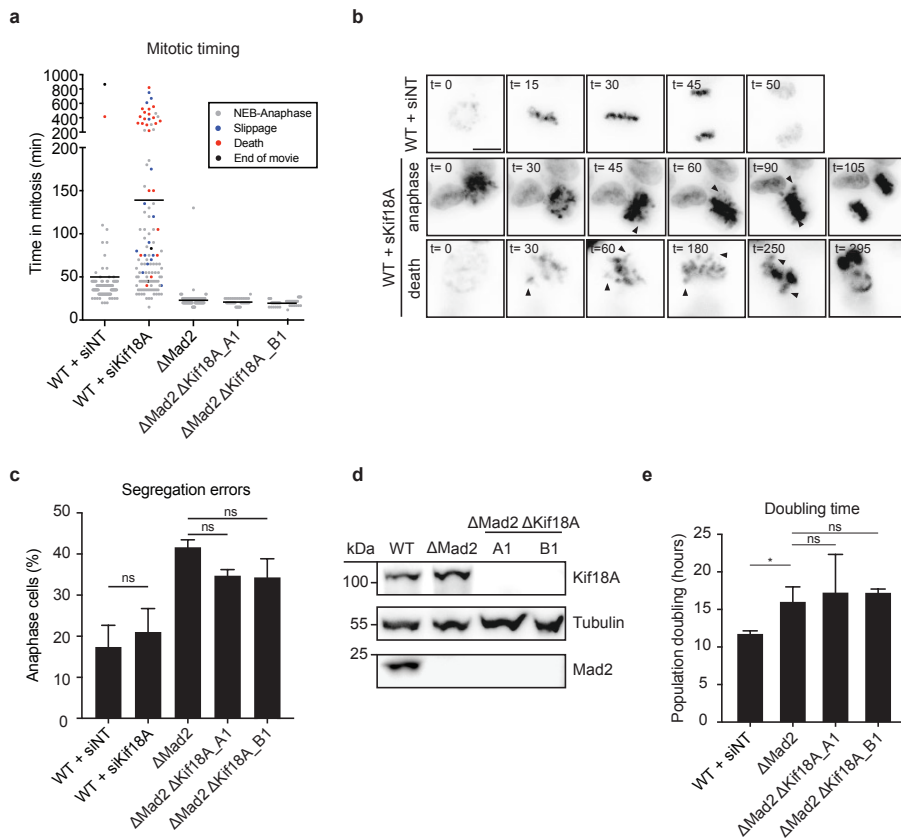 a
Mitotic timing
Time in mitosis (min)
1000
800
600
400
200
200
150
100
50
0
NEB-Anaphase
Slippage
Death
End of movie
WT + siNT
WT + siKif18A
ΔMad2
ΔMad2 ΔKif18A_A1
ΔMad2 ΔKif18A_B1
b
WT + siNT
t= 0
t= 15
t= 30
t= 45
t= 50
WT + sKif18A
anaphase
t= 0
t= 30
t= 45
t= 60
t=90
t=105
death
t= 0
t= 30
t=60
t= 180
t=250
t= 295
c
Segregation errors
Anaphase cells (%)
50
40
30
20
10
0
ns
ns
ns
WT + siNT
WT + siKif18A
ΔMad2
ΔMad2 ΔKif18A_A1
ΔMad2 ΔKif18A_B1
d
ΔMad2 ΔKif18A
kDa WT ΔMad2 A1 B1
100 Kif18A
55 Tubulin
25
Mad2
e
Doubling time
Population doubling (hours)
25
20
15
10
5
0
*
ns
ns
WT + siNT
ΔMad2
ΔMad2 ΔKif18A_A1
ΔMad2 ΔKif18A_B1